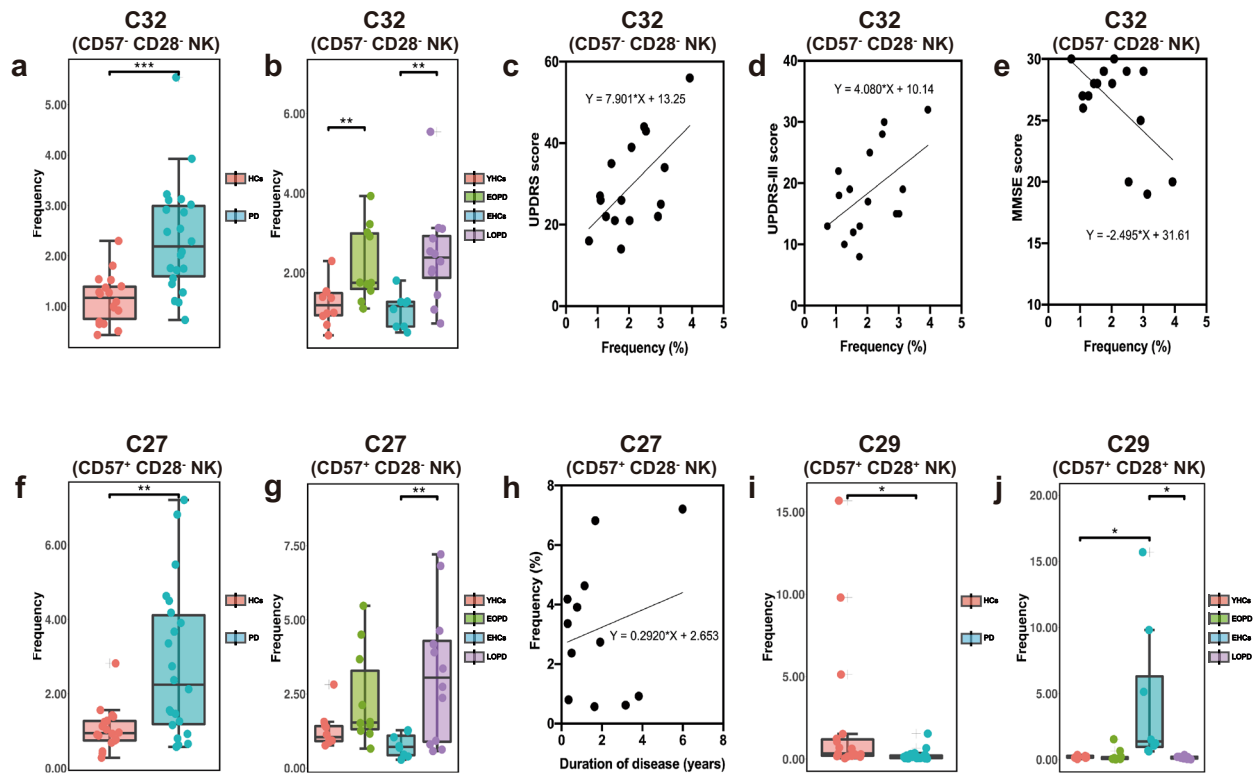 a
C32
(CD57⁻ CD28⁻ NK)
***
Frequency
5.00
4.00
3.00
2.00
1.00
HCs
PD
b
C32
(CD57⁻ CD28⁻ NK)
**
**
Frequency
6.00
4.00
2.00
YHCs
EOPD
EHCs
LOPD
c
C32
(CD57⁻ CD28⁻ NK)
Y = 7.901*X + 13.25
UPDRS score
60
40
20
0
0 1 2 3 4 5
Frequency (%)
d
C32
(CD57⁻ CD28⁻ NK)
Y = 4.080*X + 10.14
UPDRS-III score
40
30
20
10
0
0 1 2 3 4 5
Frequency (%)
e
C32
(CD57⁻ CD28⁻ NK)
Y = -2.495*X + 31.61
MMSE score
30
25
20
15
10
0 1 2 3 4 5
Frequency (%)
f
C27
(CD57⁺ CD28⁻ NK)
**
Frequency
6.00
4.00
2.00
0.00
HCs
PD
g
C27
(CD57⁺ CD28⁻ NK)
**
Frequency
7.50
5.00
2.50
0.00
YHCs
EOPD
EHCs
LOPD
h
C27
(CD57⁺ CD28⁻ NK)
Y = 0.2920*X + 2.653
Frequency (%)
8
6
4
2
0
0 2 4 6 8
Duration of disease (years)
i
C29
(CD57⁺ CD28⁺ NK)
*
Frequency
15.00
10.00
5.00
0.00
HCs
PD
j
C29
(CD57⁺ CD28⁺ NK)
*
*
Frequency
20.00
15.00
10.00
5.00
0.00
YHCs
EOPD
EHCs
LOPD